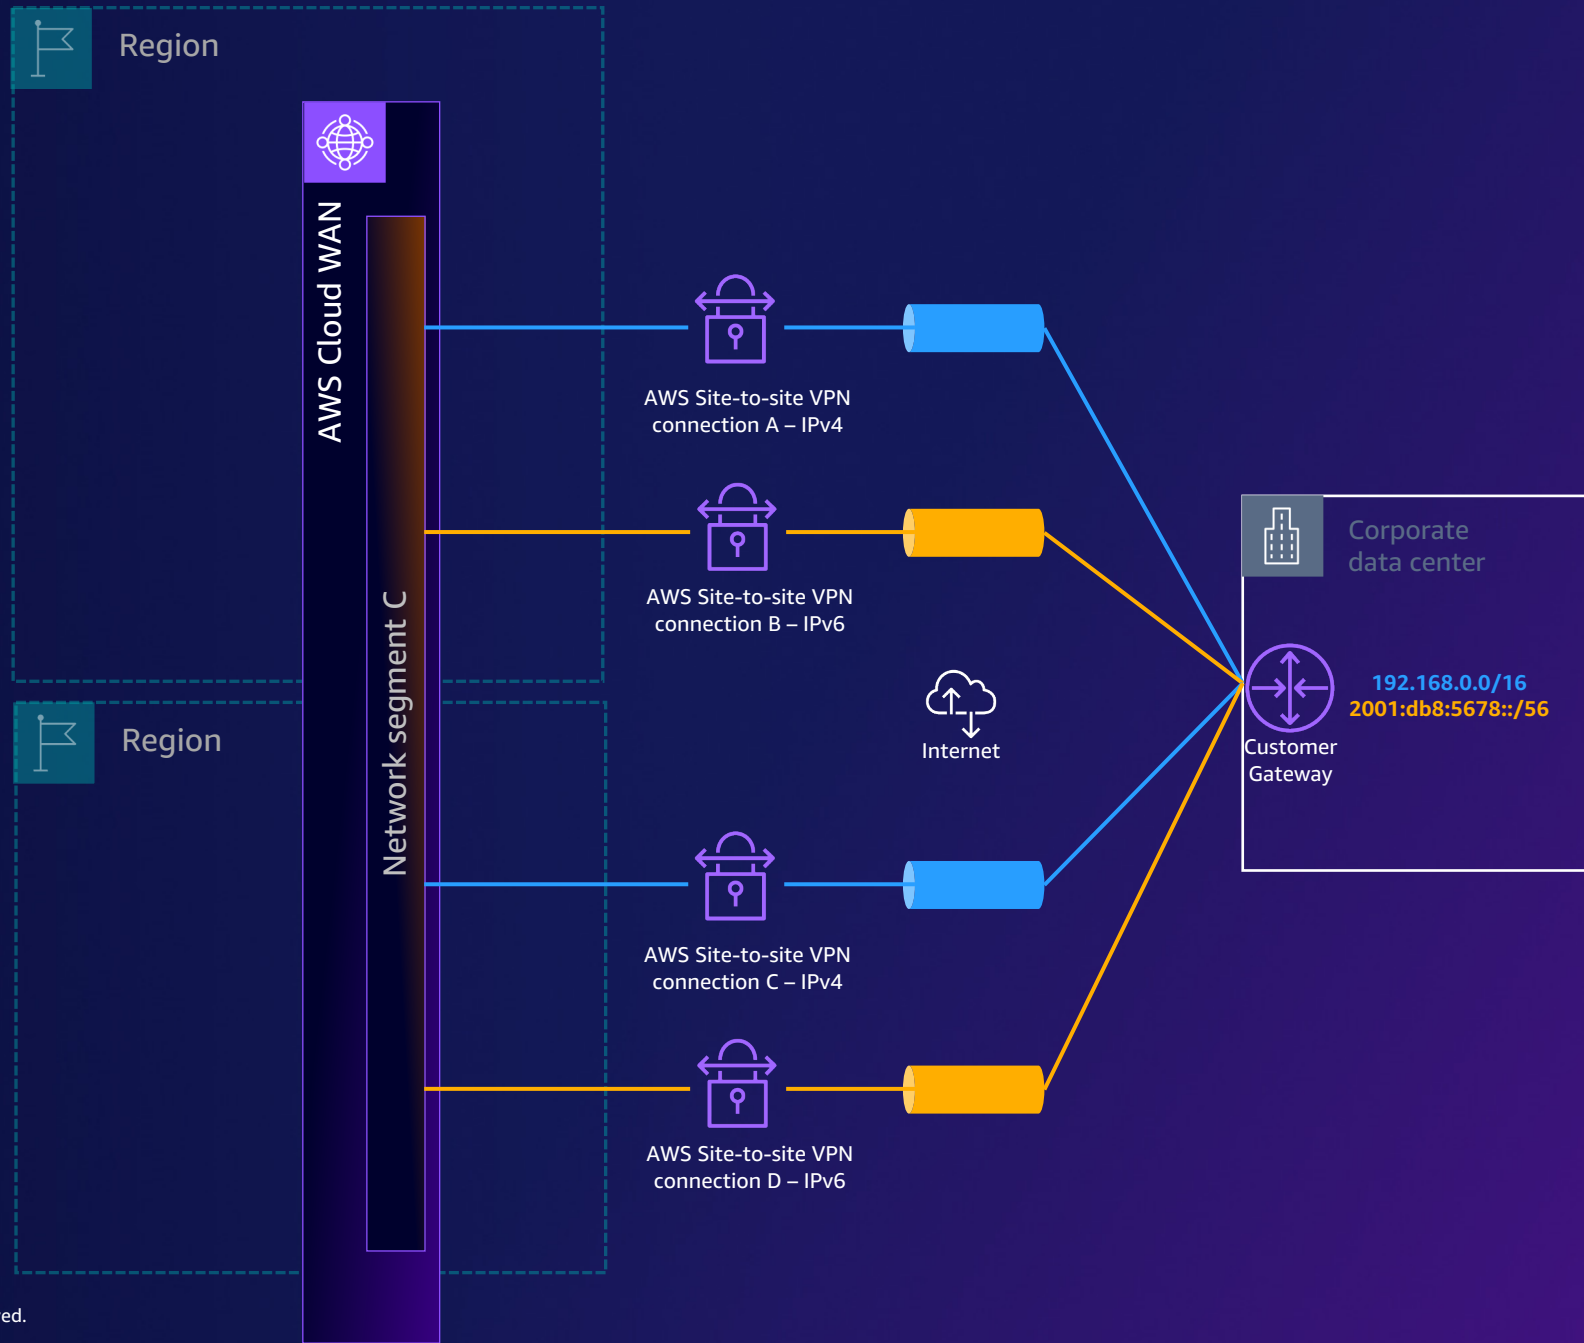 Region
AWS Cloud WAN
Network segment C
AWS Site-to-site VPN
connection A – IPv4
AWS Site-to-site VPN
connection B – IPv6
Corporate
data center
192.168.0.0/16
2001:db8:5678::/56
Customer
Gateway
Internet
Region
AWS Site-to-site VPN
connection C – IPv4
AWS Site-to-site VPN
connection D – IPv6
ed.